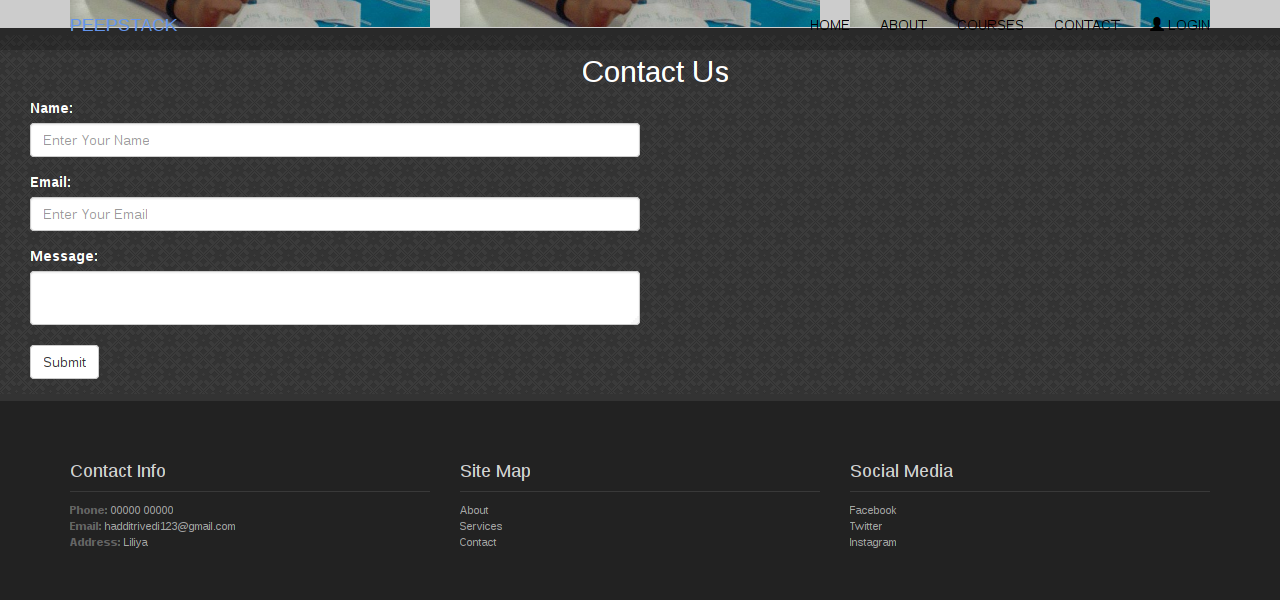 PEEPSTACK HOME ABOUT COURSES CONTACT LOGIN
Contact Us
Name:
Enter Your Name
Email:
Enter Your Email
Message:
Submit
Contact Info
Phone: 00000 00000
Email: hadditrivedi123@gmail.com
Address: Liliya
Site Map
About
Services
Contact
Social Media
Facebook
Twitter
Instagram